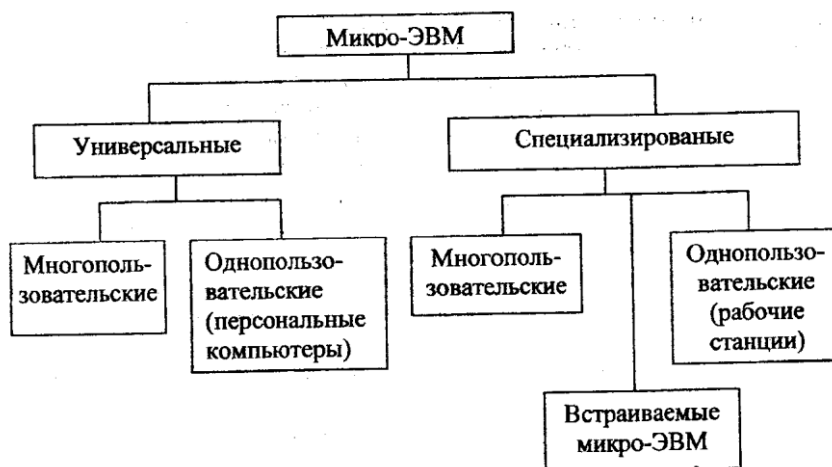 Микро-ЭВМ
Универсальные
Специализированые
Многополь-
зовательские
Однопользо-
вательские
(персональные
компьютеры)
Многополь-
зовательские
Однопользо-
вательские
(рабочие
станции)
Встраиваемые
микро-ЭВМ